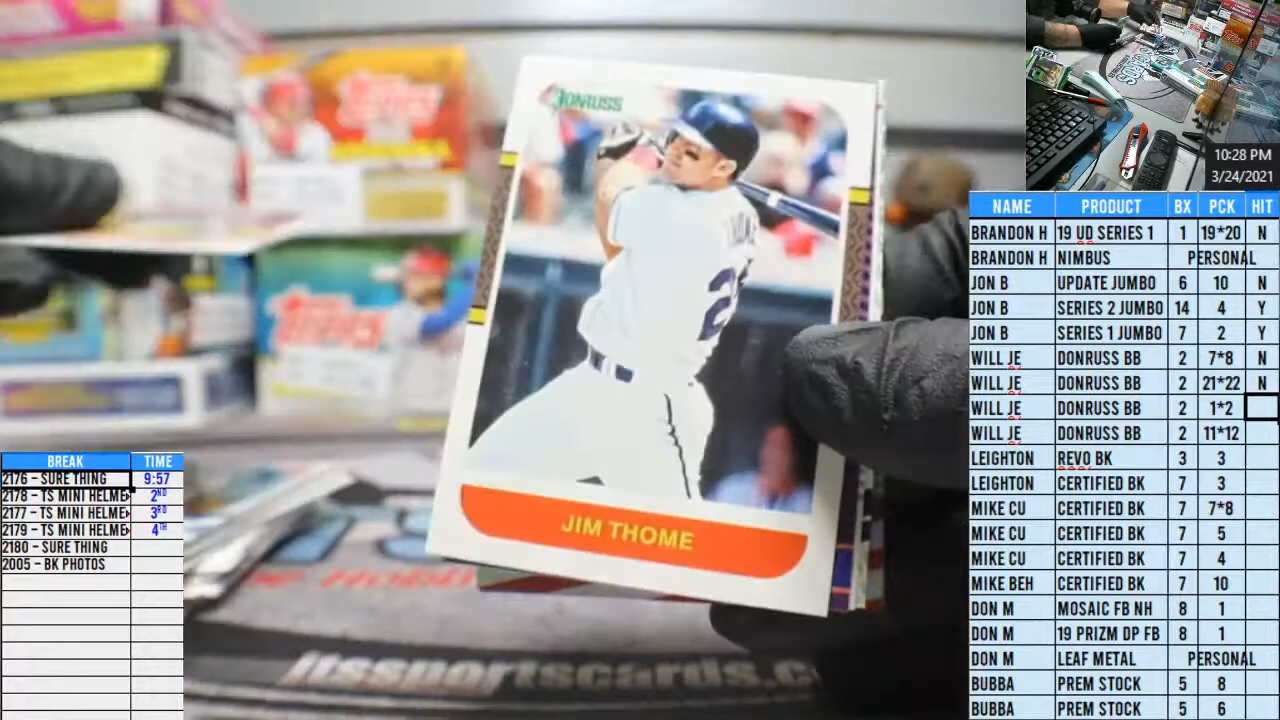 DONRUSS
JIM THOME
Topps
Topps
itssportscards.c
10:28 PM
3/24/2021
NAME PRODUCT BX PCK HIT
BRANDON H 19 UD SERIES 1 1 19*20 N
BRANDON H NIMBUS PERSONAL
JON B UPDATE JUMBO 6 10 N
JON B SERIES 2 JUMBO 14 4 Y
JON B SERIES 1 JUMBO 7 2 Y
WILL JE DONRUSS BB 2 7*8 N
WILL JE DONRUSS BB 2 21*22 N
WILL JE DONRUSS BB 2 1*2
WILL JE DONRUSS BB 2 11*12
LEIGHTON REVO BK 3 3
LEIGHTON CERTIFIED BK 7 3
MIKE CU CERTIFIED BK 7 7*8
MIKE CU CERTIFIED BK 7 5
MIKE CU CERTIFIED BK 7 4
MIKE BEH CERTIFIED BK 7 10
DON M MOSAIC FB NH 8 1
DON M 19 PRIZM DP FB 8 1
DON M LEAF METAL PERSONAL
BUBBA PREM STOCK 5 8
BUBBA PREM STOCK 5 6
BREAK TIME
2176 - SURE THING 9:57
2178 - TS MINI HELME 2ND
2177 - TS MINI HELME 3RD
2179 - TS MINI HELME 4TH
2180 - SURE THING
2005 - BK PHOTOS